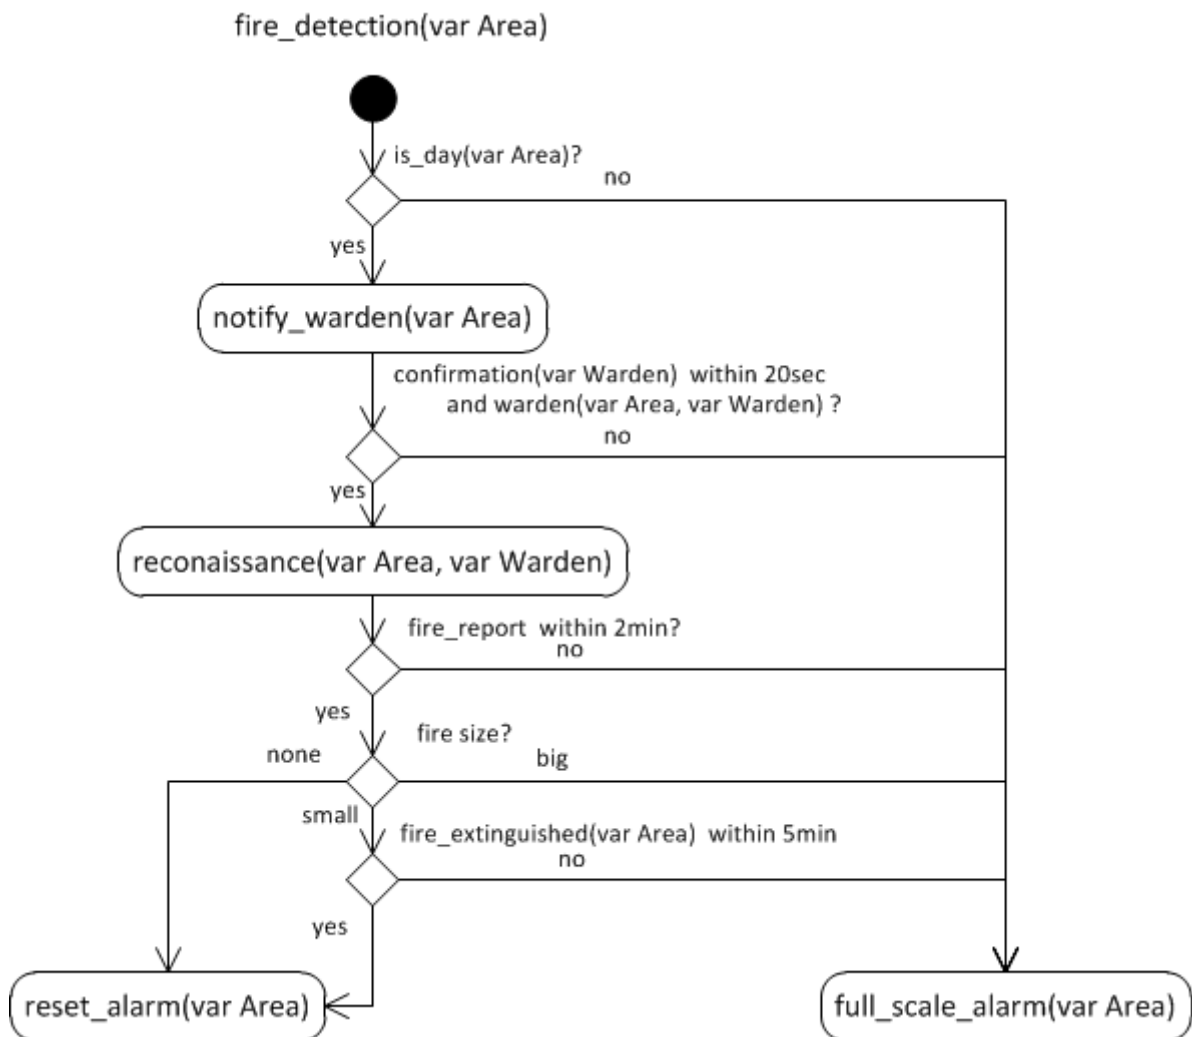 fire_detection(var Area)
is_day(var Area)?
no
yes
notify_warden(var Area)
confirmation(var Warden) within 20sec
and warden(var Area, var Warden) ?
no
yes
reconaissance(var Area, var Warden)
fire_report within 2min?
no
yes
fire size?
none
big
small
fire_extinguished(var Area) within 5min
no
yes
reset_alarm(var Area)
full_scale_alarm(var Area)